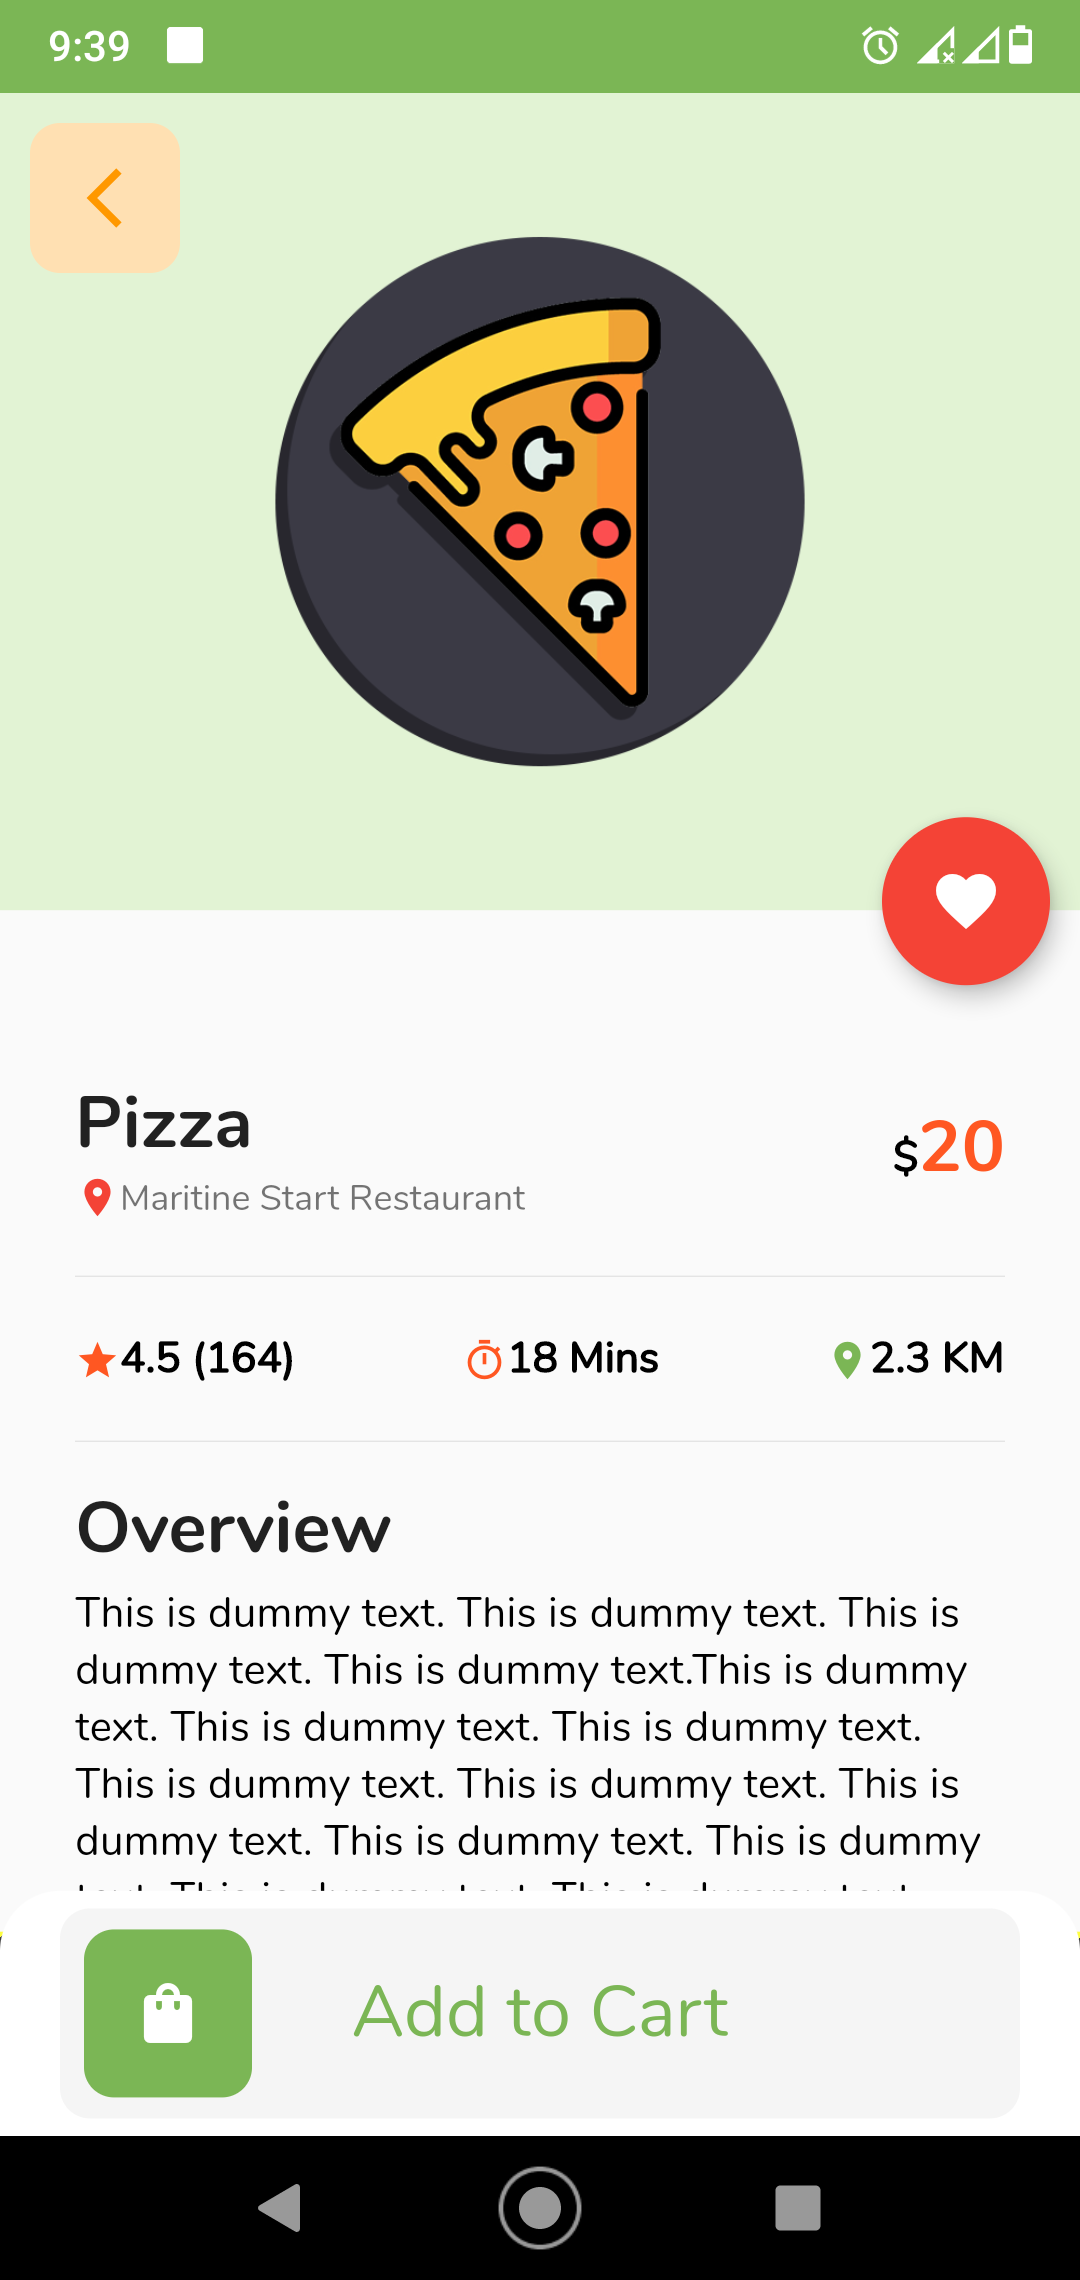 9:39
Pizza
$20
Maritine Start Restaurant
4.5 (164)
18 Mins
2.3 KM
Overview
This is dummy text. This is dummy text. This is
dummy text. This is dummy text.This is dummy
text. This is dummy text. This is dummy text.
This is dummy text. This is dummy text. This is
dummy text. This is dummy text. This is dummy
Add to Cart